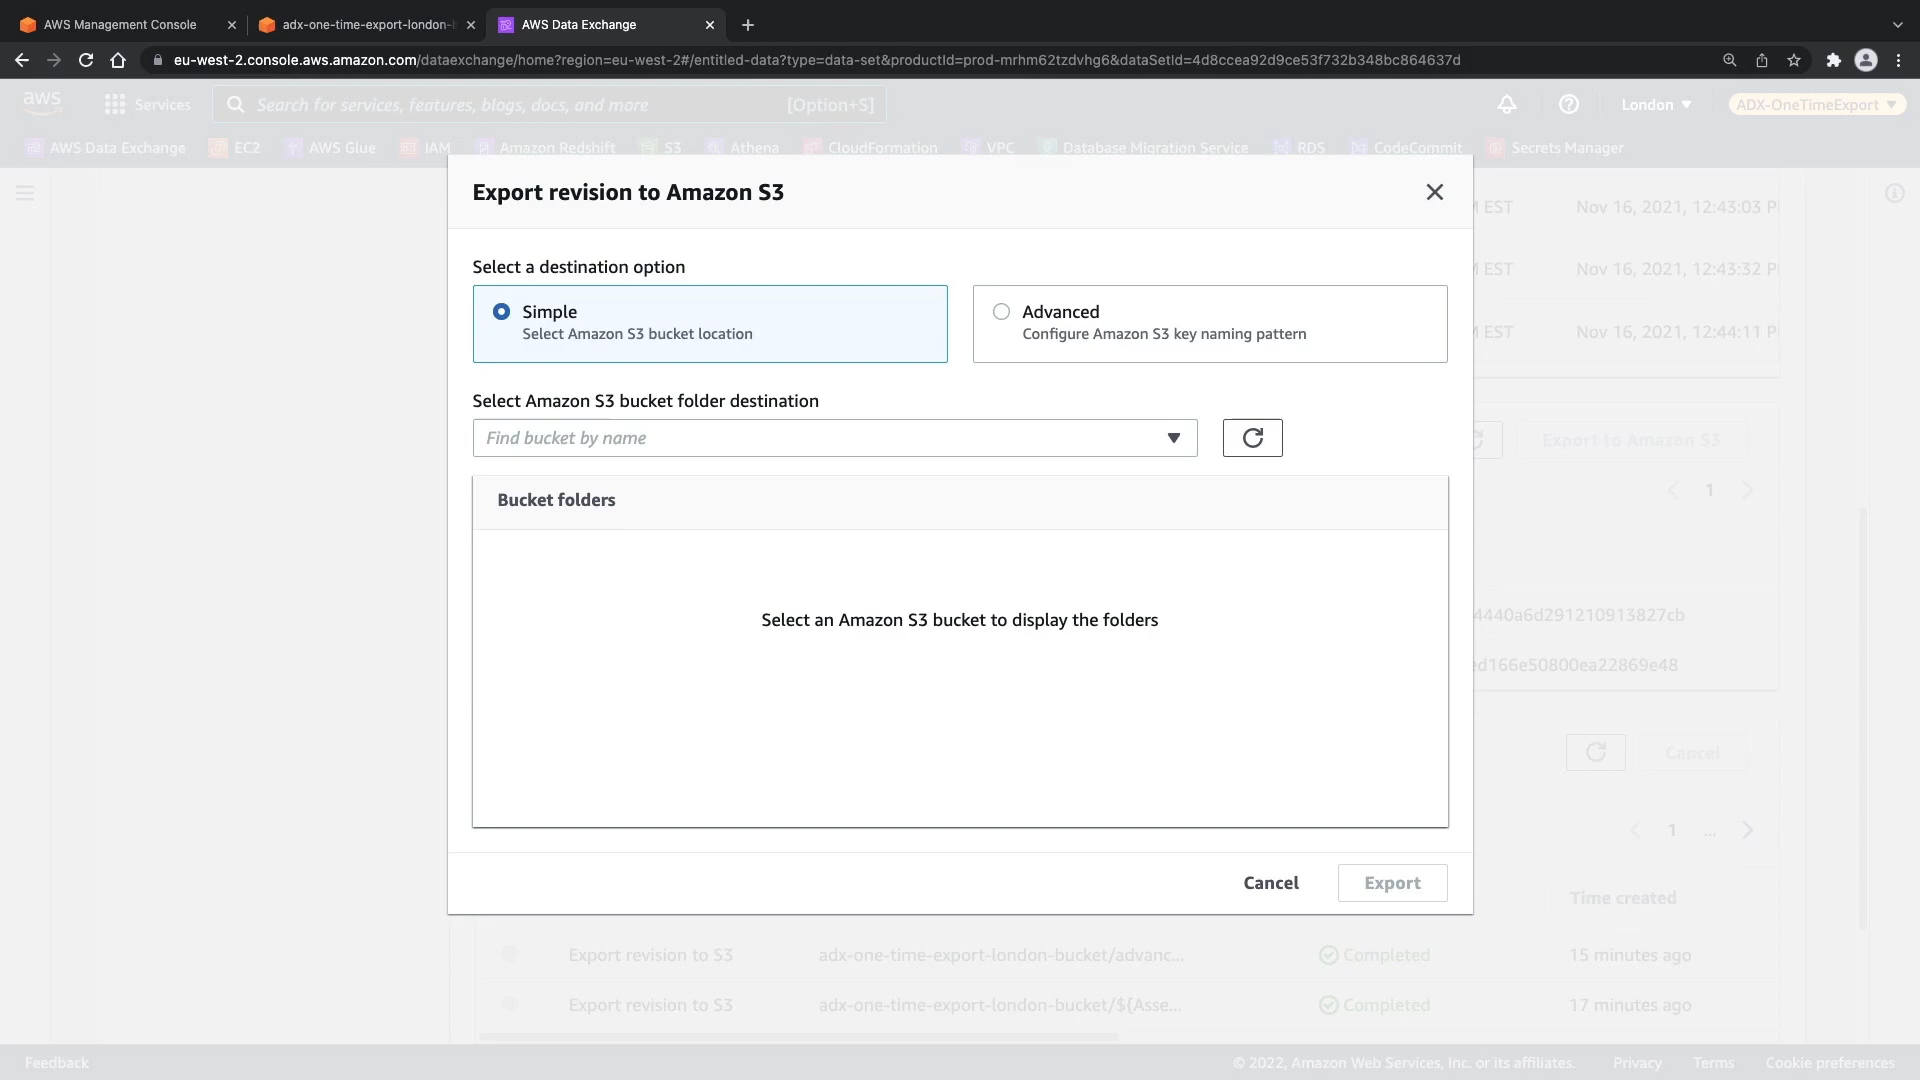 AWS Management Console
adx-one-time-export-london-b
AWS Data Exchange
eu-west-2.console.aws.amazon.com/dataexchange/home?region=eu-west-2#/entitled-data?type=data-set&productId=prod-mrhm62tzdvhg6&dataSetId=4d8ccea92d9ce53f732b348bc864637d
aws
Services
Search for services, features, blogs, docs, and more
[Option+S]
London
ADX-OneTimeExport
AWS Data Exchange
EC2
AWS Glue
IAM
Amazon Redshift
S3
Athena
CloudFormation
VPC
Database Migration Service
RDS
CodeCommit
Secrets Manager
Export revision to Amazon S3
M EST
Nov 16, 2021, 12:43:03 P
Select a destination option
M EST
Nov 16, 2021, 12:43:32 P
Simple
Select Amazon S3 bucket location
Advanced
Configure Amazon S3 key naming pattern
M EST
Nov 16, 2021, 12:44:11 P
Select Amazon S3 bucket folder destination
Find bucket by name
Export to Amazon S3
1
Bucket folders
Select an Amazon S3 bucket to display the folders
4440a6d291210913827cb
ed166e50800ea22869e48
Cancel
1
...
Cancel
Export
Time created
Export revision to S3
adx-one-time-export-london-bucket/advanc...
Completed
15 minutes ago
Export revision to S3
adx-one-time-export-london-bucket/${Asse...
Completed
17 minutes ago
Feedback
© 2022, Amazon Web Services, Inc. or its affiliates.
Privacy
Terms
Cookie preferences